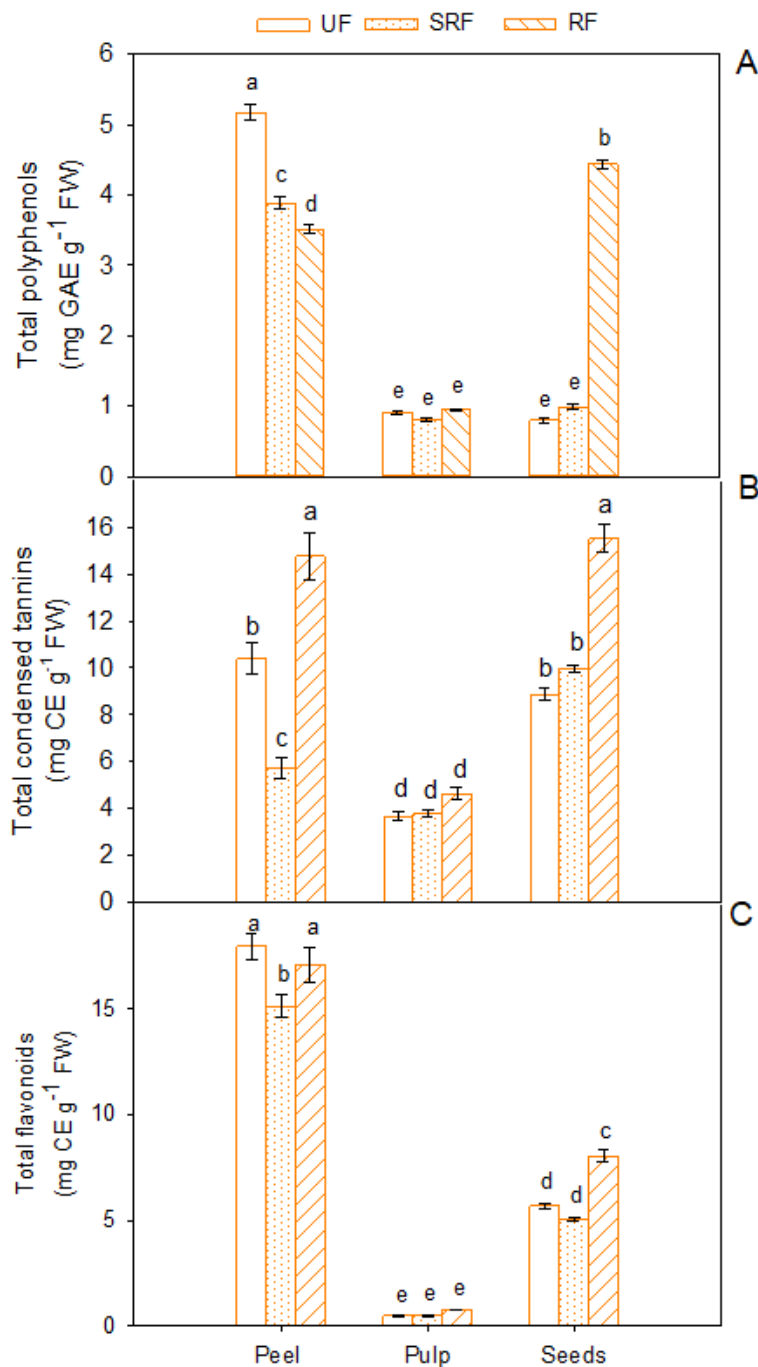 UF SRF RF
A
6
5
4
3
2
1
0
Total polyphenols
(mg GAE g⁻¹ FW)
a
c
d
e
e
e
e
e
b
B
16
14
12
10
8
6
4
2
0
Total condensed tannins
(mg CE g⁻¹ FW)
b
c
a
d
d
d
b
b
a
C
15
10
5
0
Total flavonoids
(mg CE g⁻¹ FW)
a
b
a
e
e
e
d
d
c
Peel Pulp Seeds